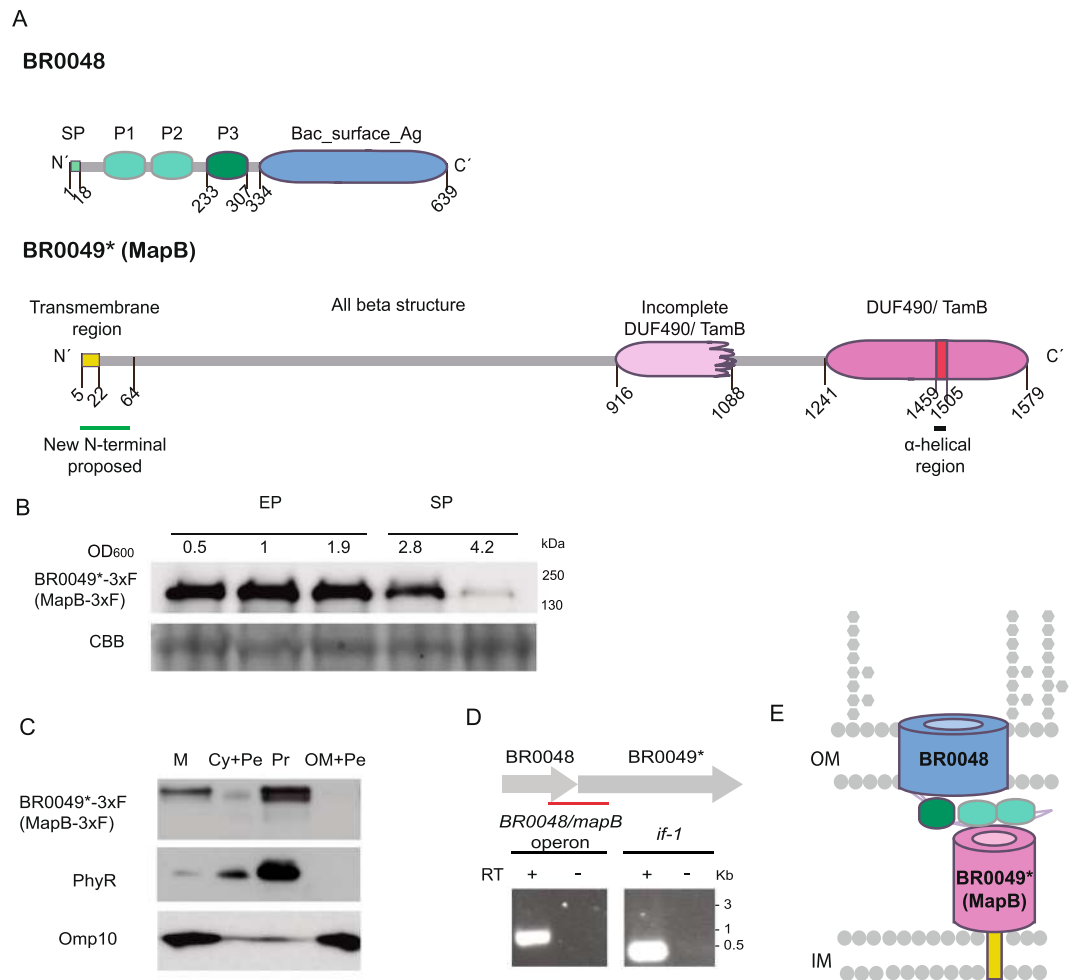 A
BR0048
SP P1 P2 P3 Bac_surface_Ag
N´ C´
1 18 233 307 334 639
BR0049* (MapB)
Transmembrane
region
All beta structure
Incomplete
DUF490/ TamB
DUF490/ TamB
N´ C´
5 22 64 916 1088 1241 1459 1505 1579
New N-terminal
proposed
α-helical
region
B
EP SP
OD600 0.5 1 1.9 2.8 4.2 kDa
BR0049*-3xF
(MapB-3xF)
250
130
CBB
C
M Cy+Pe Pr OM+Pe
BR0049*-3xF
(MapB-3xF)
PhyR
Omp10
D
BR0048 BR0049*
BR0048/mapB
operon
if-1
RT + - + - Kb
- 3
- 1
- 0.5
E
OM
BR0048
BR0049*
(MapB)
IM